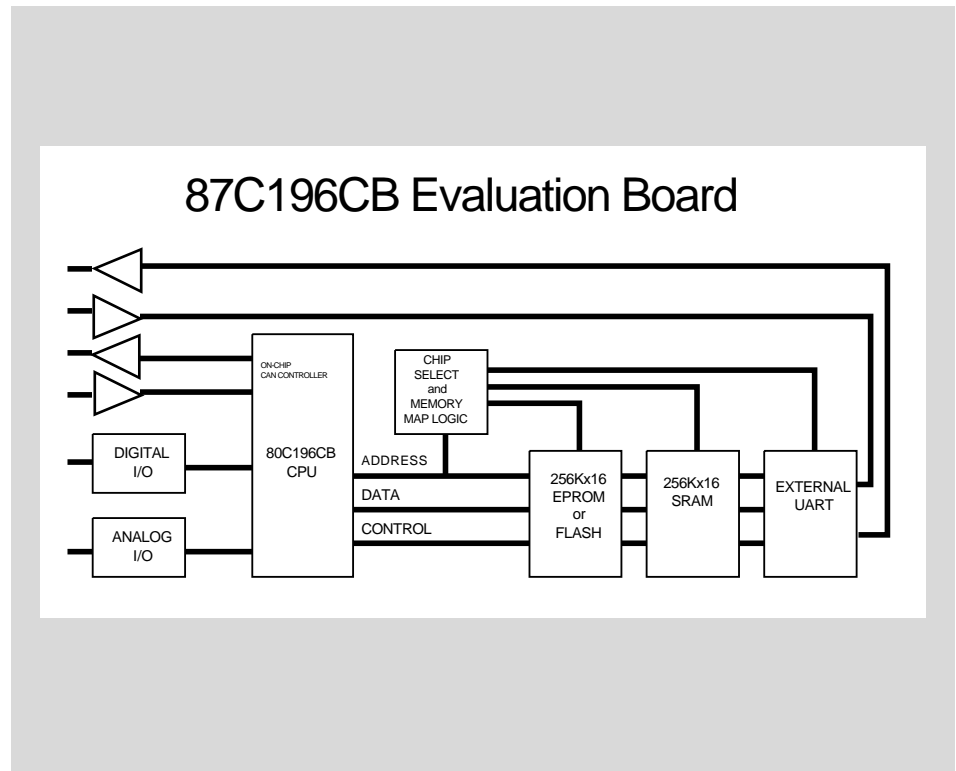 87C196CB Evaluation Board
ON-CHIP
CAN CONTROLLER
CHIP
SELECT
and
MEMORY
MAP LOGIC
DIGITAL
I/O
80C196CB
CPU
ADDRESS
DATA
CONTROL
256Kx16
EPROM
or
FLASH
256Kx16
SRAM
EXTERNAL
UART
ANALOG
I/O